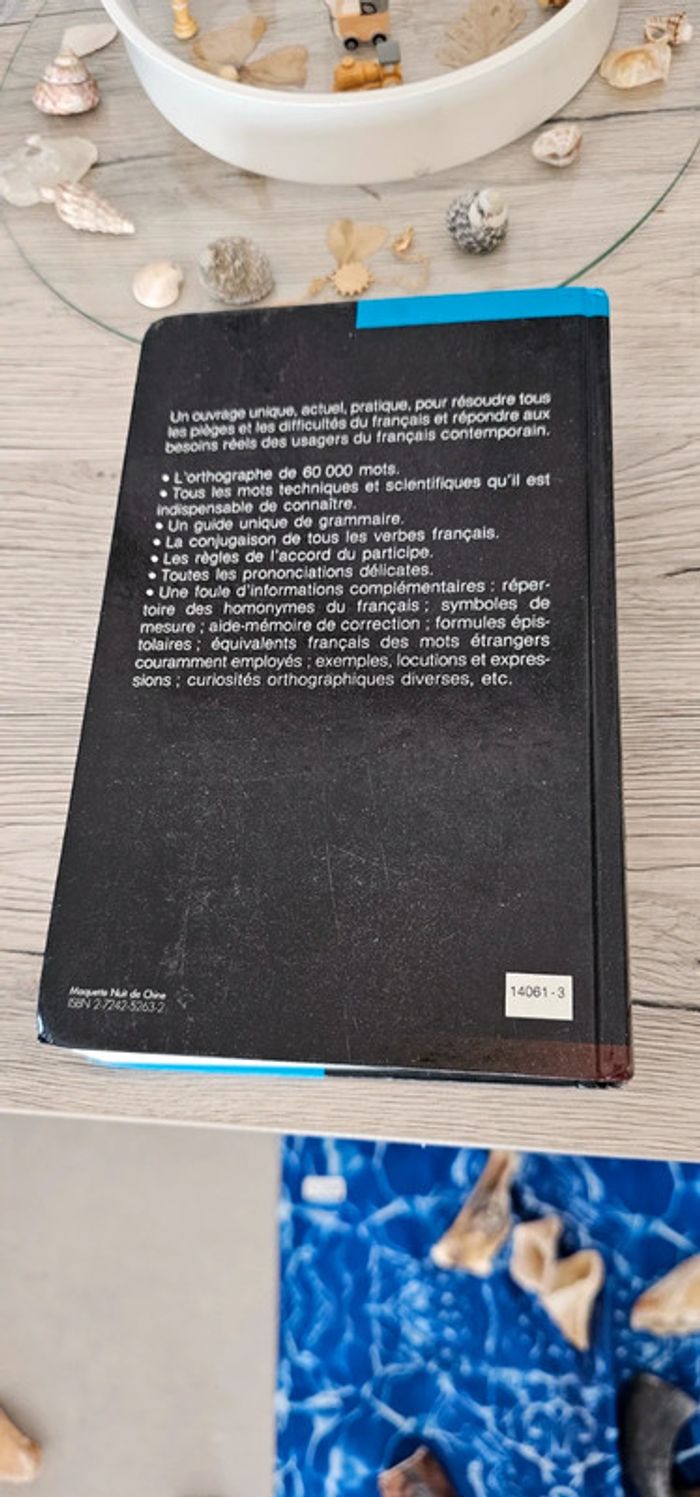 Un ouvrage unique, actuel, pratique, pour résoudre tous
les pièges et les difficultés du français et répondre aux
besoins réels des usagers du français contemporain.
• L'orthographe de 60 000 mots.
• Tous les mots techniques et scientifiques qu'il est
indispensable de connaître.
• Un guide unique de grammaire.
• La conjugaison de tous les verbes français.
• Les règles de l'accord du participe.
• Toutes les prononciations délicates.
• Une foule d'informations complémentaires : réper-
toire des homonymes du français ; symboles de
mesure ; aide-mémoire de correction ; formules épis-
tolaires ; équivalents français des mots étrangers
couramment employés ; exemples, locutions et expres-
sions ; curiosités orthographiques diverses, etc.
Maquette Nuit de Chine
ISBN 2-7242-5263-2
14061-3